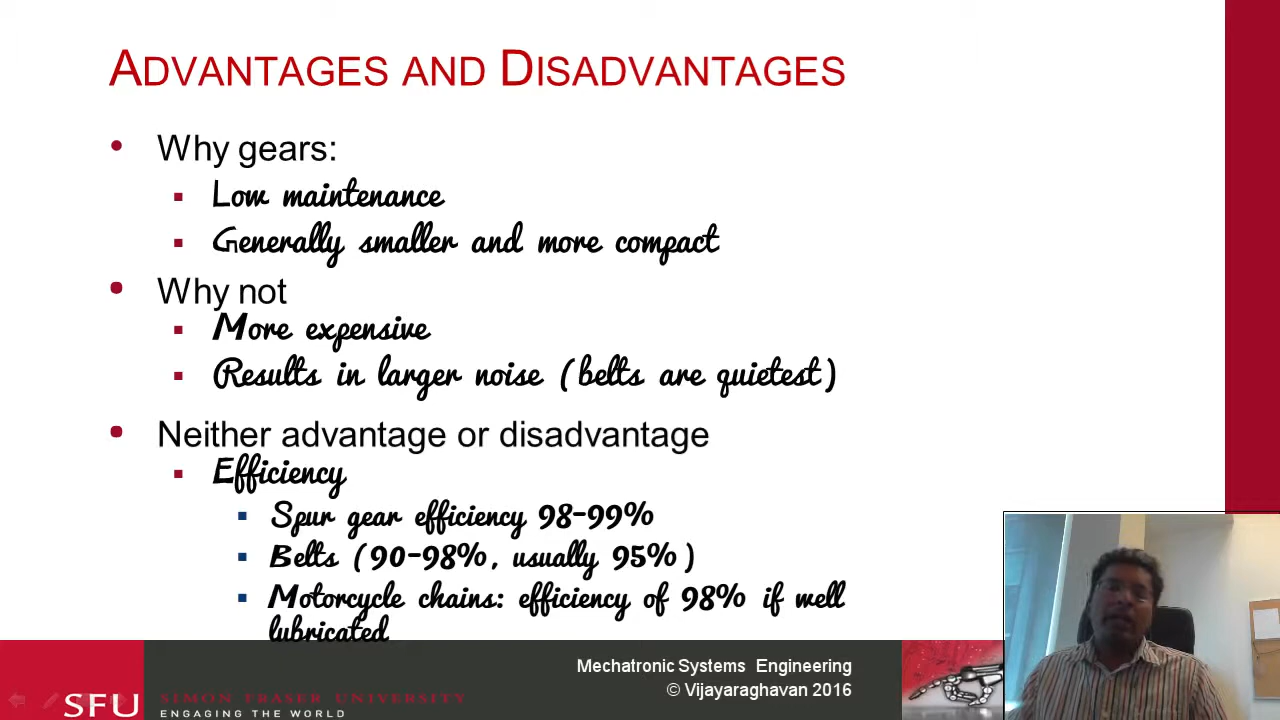 ADVANTAGES AND DISADVANTAGES
• Why gears:
▪ Low maintenance
▪ Generally smaller and more compact
• Why not
▪ More expensive
▪ Results in larger noise (belts are quietest)
• Neither advantage or disadvantage
▪ Efficiency
▪ Spur gear efficiency 98-99%
▪ Belts (90-98%, usually 95%)
▪ Motorcycle chains: efficiency of 98% if well
lubricated
Mechatronic Systems Engineering
© Vijayaraghavan 2016
SFU
SIMON FRASER UNIVERSITY
ENGAGING THE WORLD